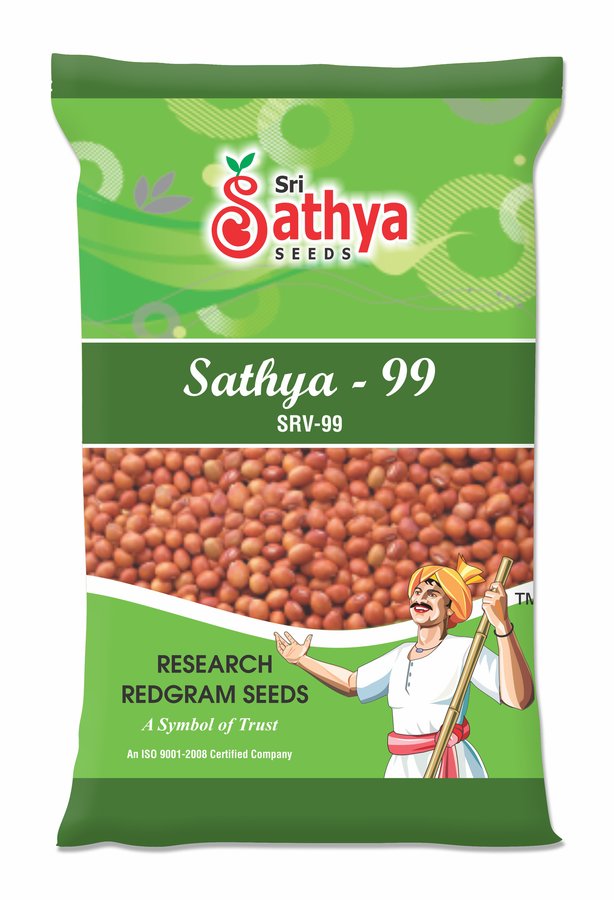 Sri
Sathya
SEEDS
Sathya - 99
SRV-99
TM
RESEARCH
REDGRAM SEEDS
A Symbol of Trust
An ISO 9001-2008 Certified Company